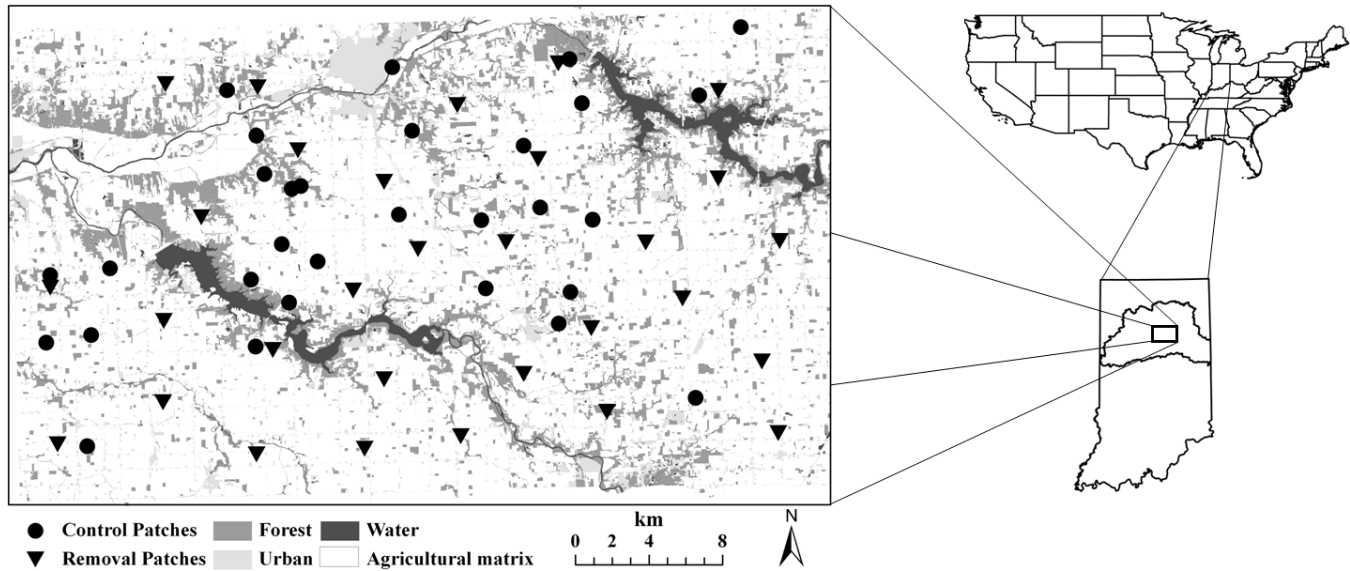 km
N
Control Patches Forest Water
Removal Patches Urban Agricultural matrix
0 2 4 8